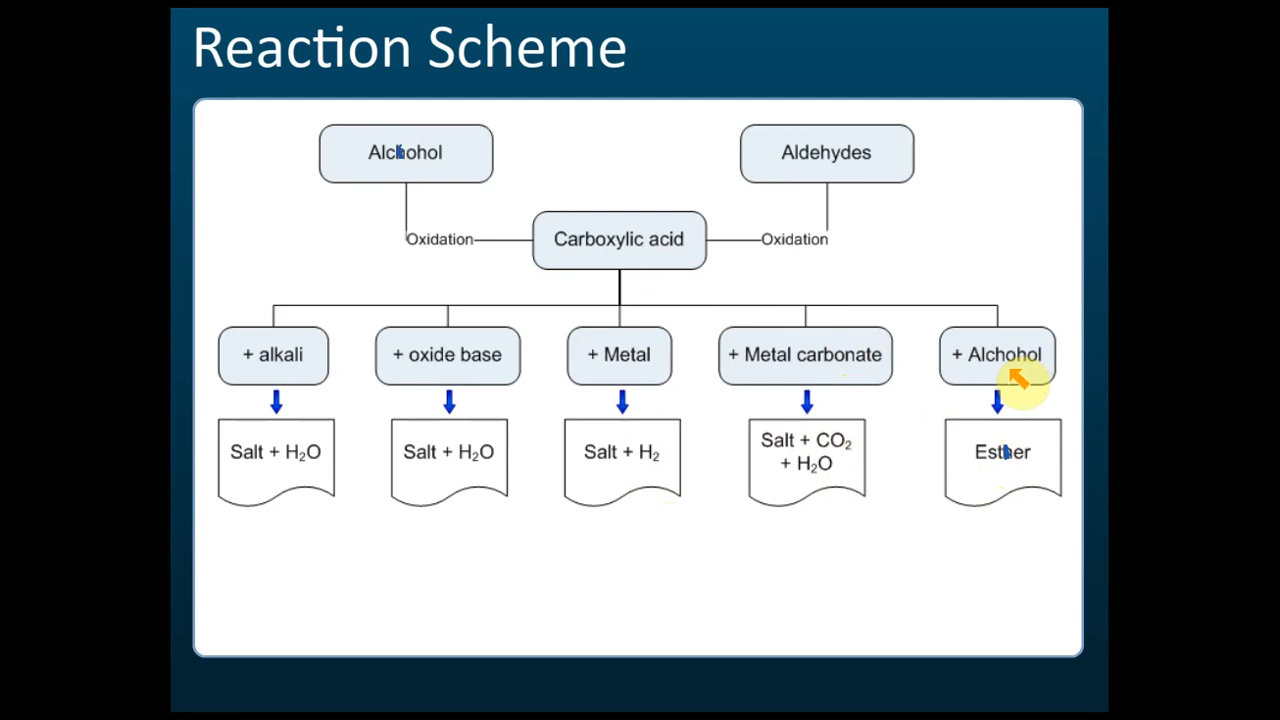 Reaction Scheme
Alchohol
Aldehydes
Oxidation
Carboxylic acid
Oxidation
+ alkali
+ oxide base
+ Metal
+ Metal carbonate
+ Alchohol
Salt + H₂O
Salt + H₂O
Salt + H₂
Salt + CO₂
+ H₂O
Esther